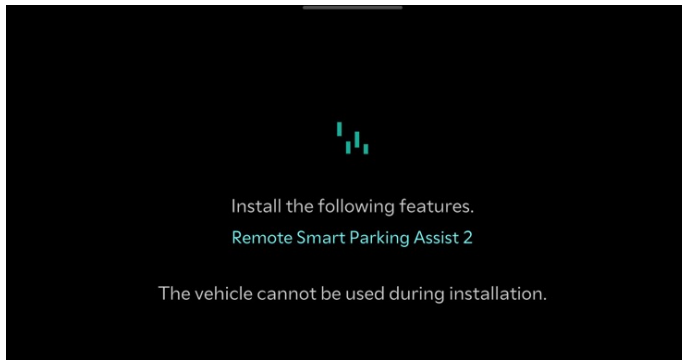 Install the following features.
Remote Smart Parking Assist 2
The vehicle cannot be used during installation.